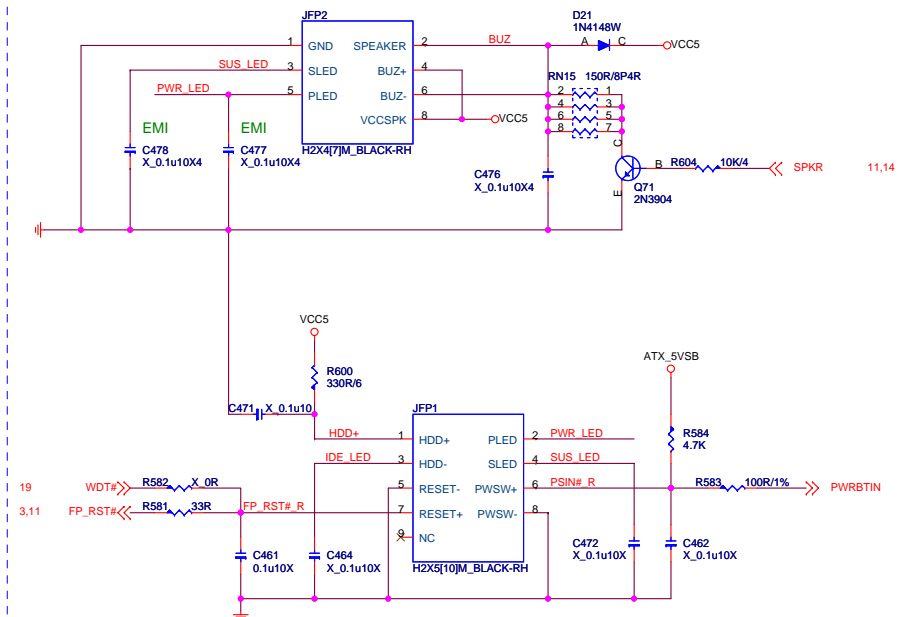 JFP2
1 GND SPEAKER 2 BUZ
3 SLED BUZ+ 4
5 PLED BUZ- 6
VCCSPK 8
H2X4[7]M_BLACK-RH
SUS_LED
PWR_LED
EMI
C478
X_0.1u10X4
EMI
C477
X_0.1u10X4
VCC5
D21
1N4148W
A C
VCC5
RN15 150R/8P4R
2 1
4 3
6 5
8 7
C476
X_0.1u10X4
C
B
E
Q71
2N3904
R604 10K/4
SPKR 11,14
VCC5
R600
330R/6
C471 X_0.1u10
HDD+
IDE_LED
JFP1
1 HDD+ PLED 2 PWR_LED
3 HDD- SLED 4 SUS_LED
5 RESET- PWSW+ 6 PSIN#_R
7 RESET+ PWSW- 8
9 NC
H2X5[10]M_BLACK-RH
ATX_5VSB
R584
4.7K
R583 100R/1% PWRBTIN
19 WDT# R582 X_0R
3,11 FP_RST# R581 33R FP_RST#_R
C461
0.1u10X
C464
X_0.1u10X
C472
X_0.1u10X
C462
X_0.1u10X